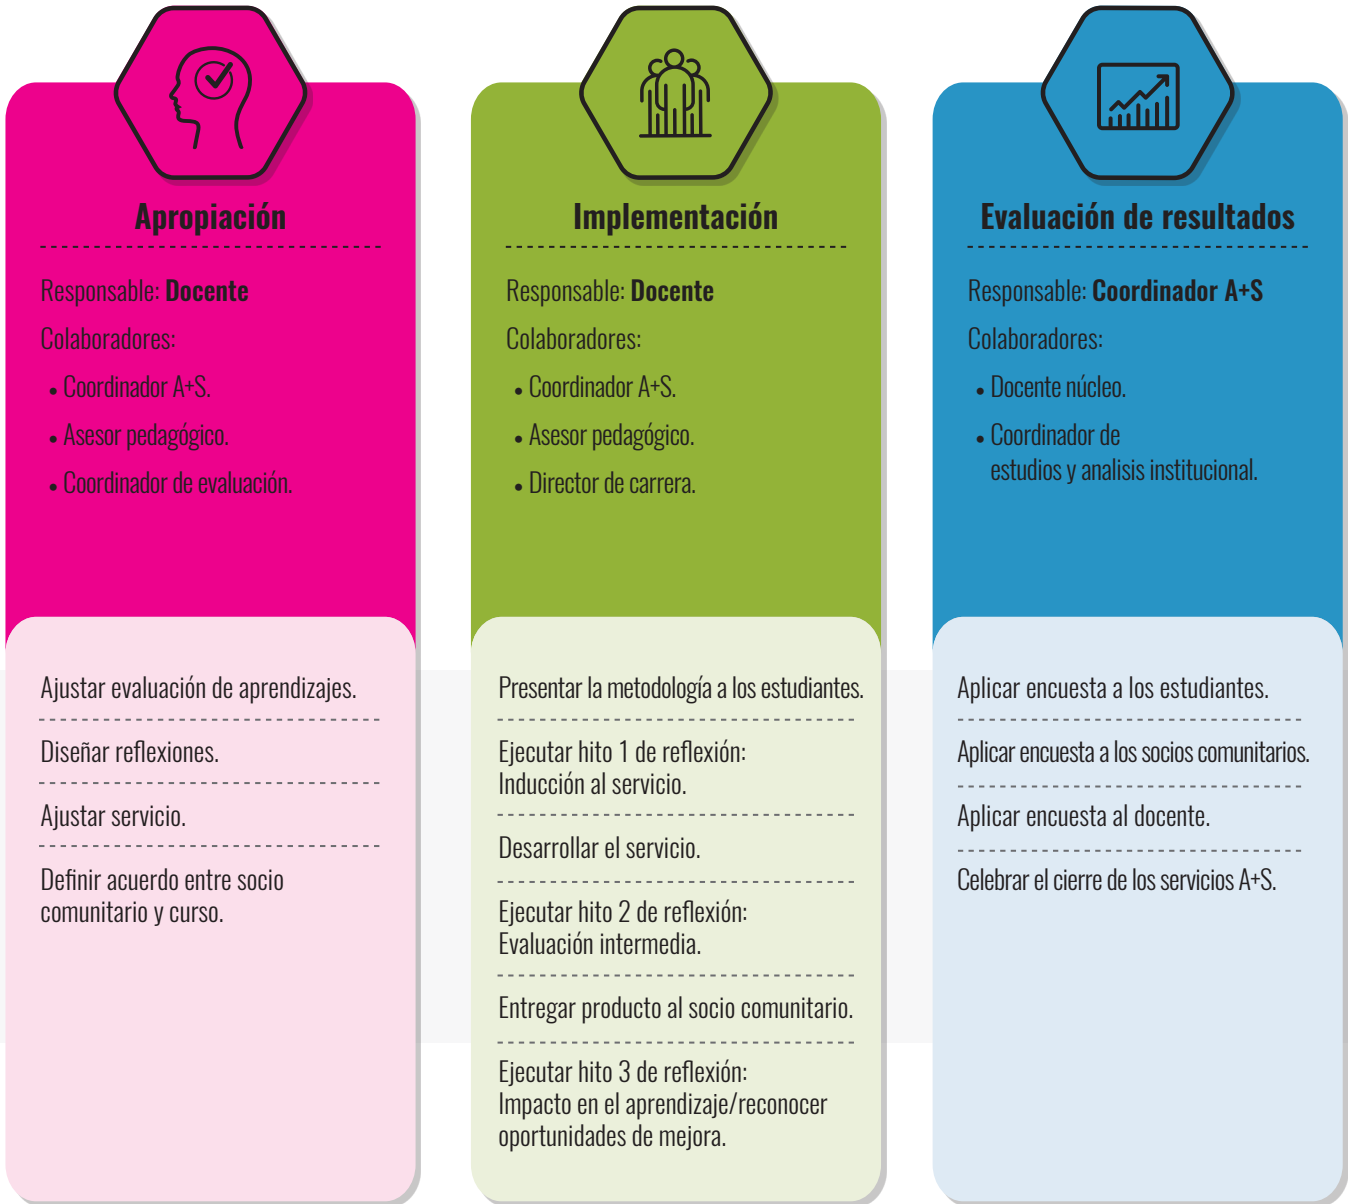 Apropiación
Responsable: Docente
Colaboradores:
• Coordinador A+S.
• Asesor pedagógico.
• Coordinador de evaluación.
Ajustar evaluación de aprendizajes.
Diseñar reflexiones.
Ajustar servicio.
Definir acuerdo entre socio
comunitario y curso.
Implementación
Responsable: Docente
Colaboradores:
• Coordinador A+S.
• Asesor pedagógico.
• Director de carrera.
Presentar la metodología a los estudiantes.
Ejecutar hito 1 de reflexión:
Inducción al servicio.
Desarrollar el servicio.
Ejecutar hito 2 de reflexión:
Evaluación intermedia.
Entregar producto al socio comunitario.
Ejecutar hito 3 de reflexión:
Impacto en el aprendizaje/reconocer
oportunidades de mejora.
Evaluación de resultados
Responsable: Coordinador A+S
Colaboradores:
• Docente núcleo.
• Coordinador de
estudios y analisis institucional.
Aplicar encuesta a los estudiantes.
Aplicar encuesta a los socios comunitarios.
Aplicar encuesta al docente.
Celebrar el cierre de los servicios A+S.